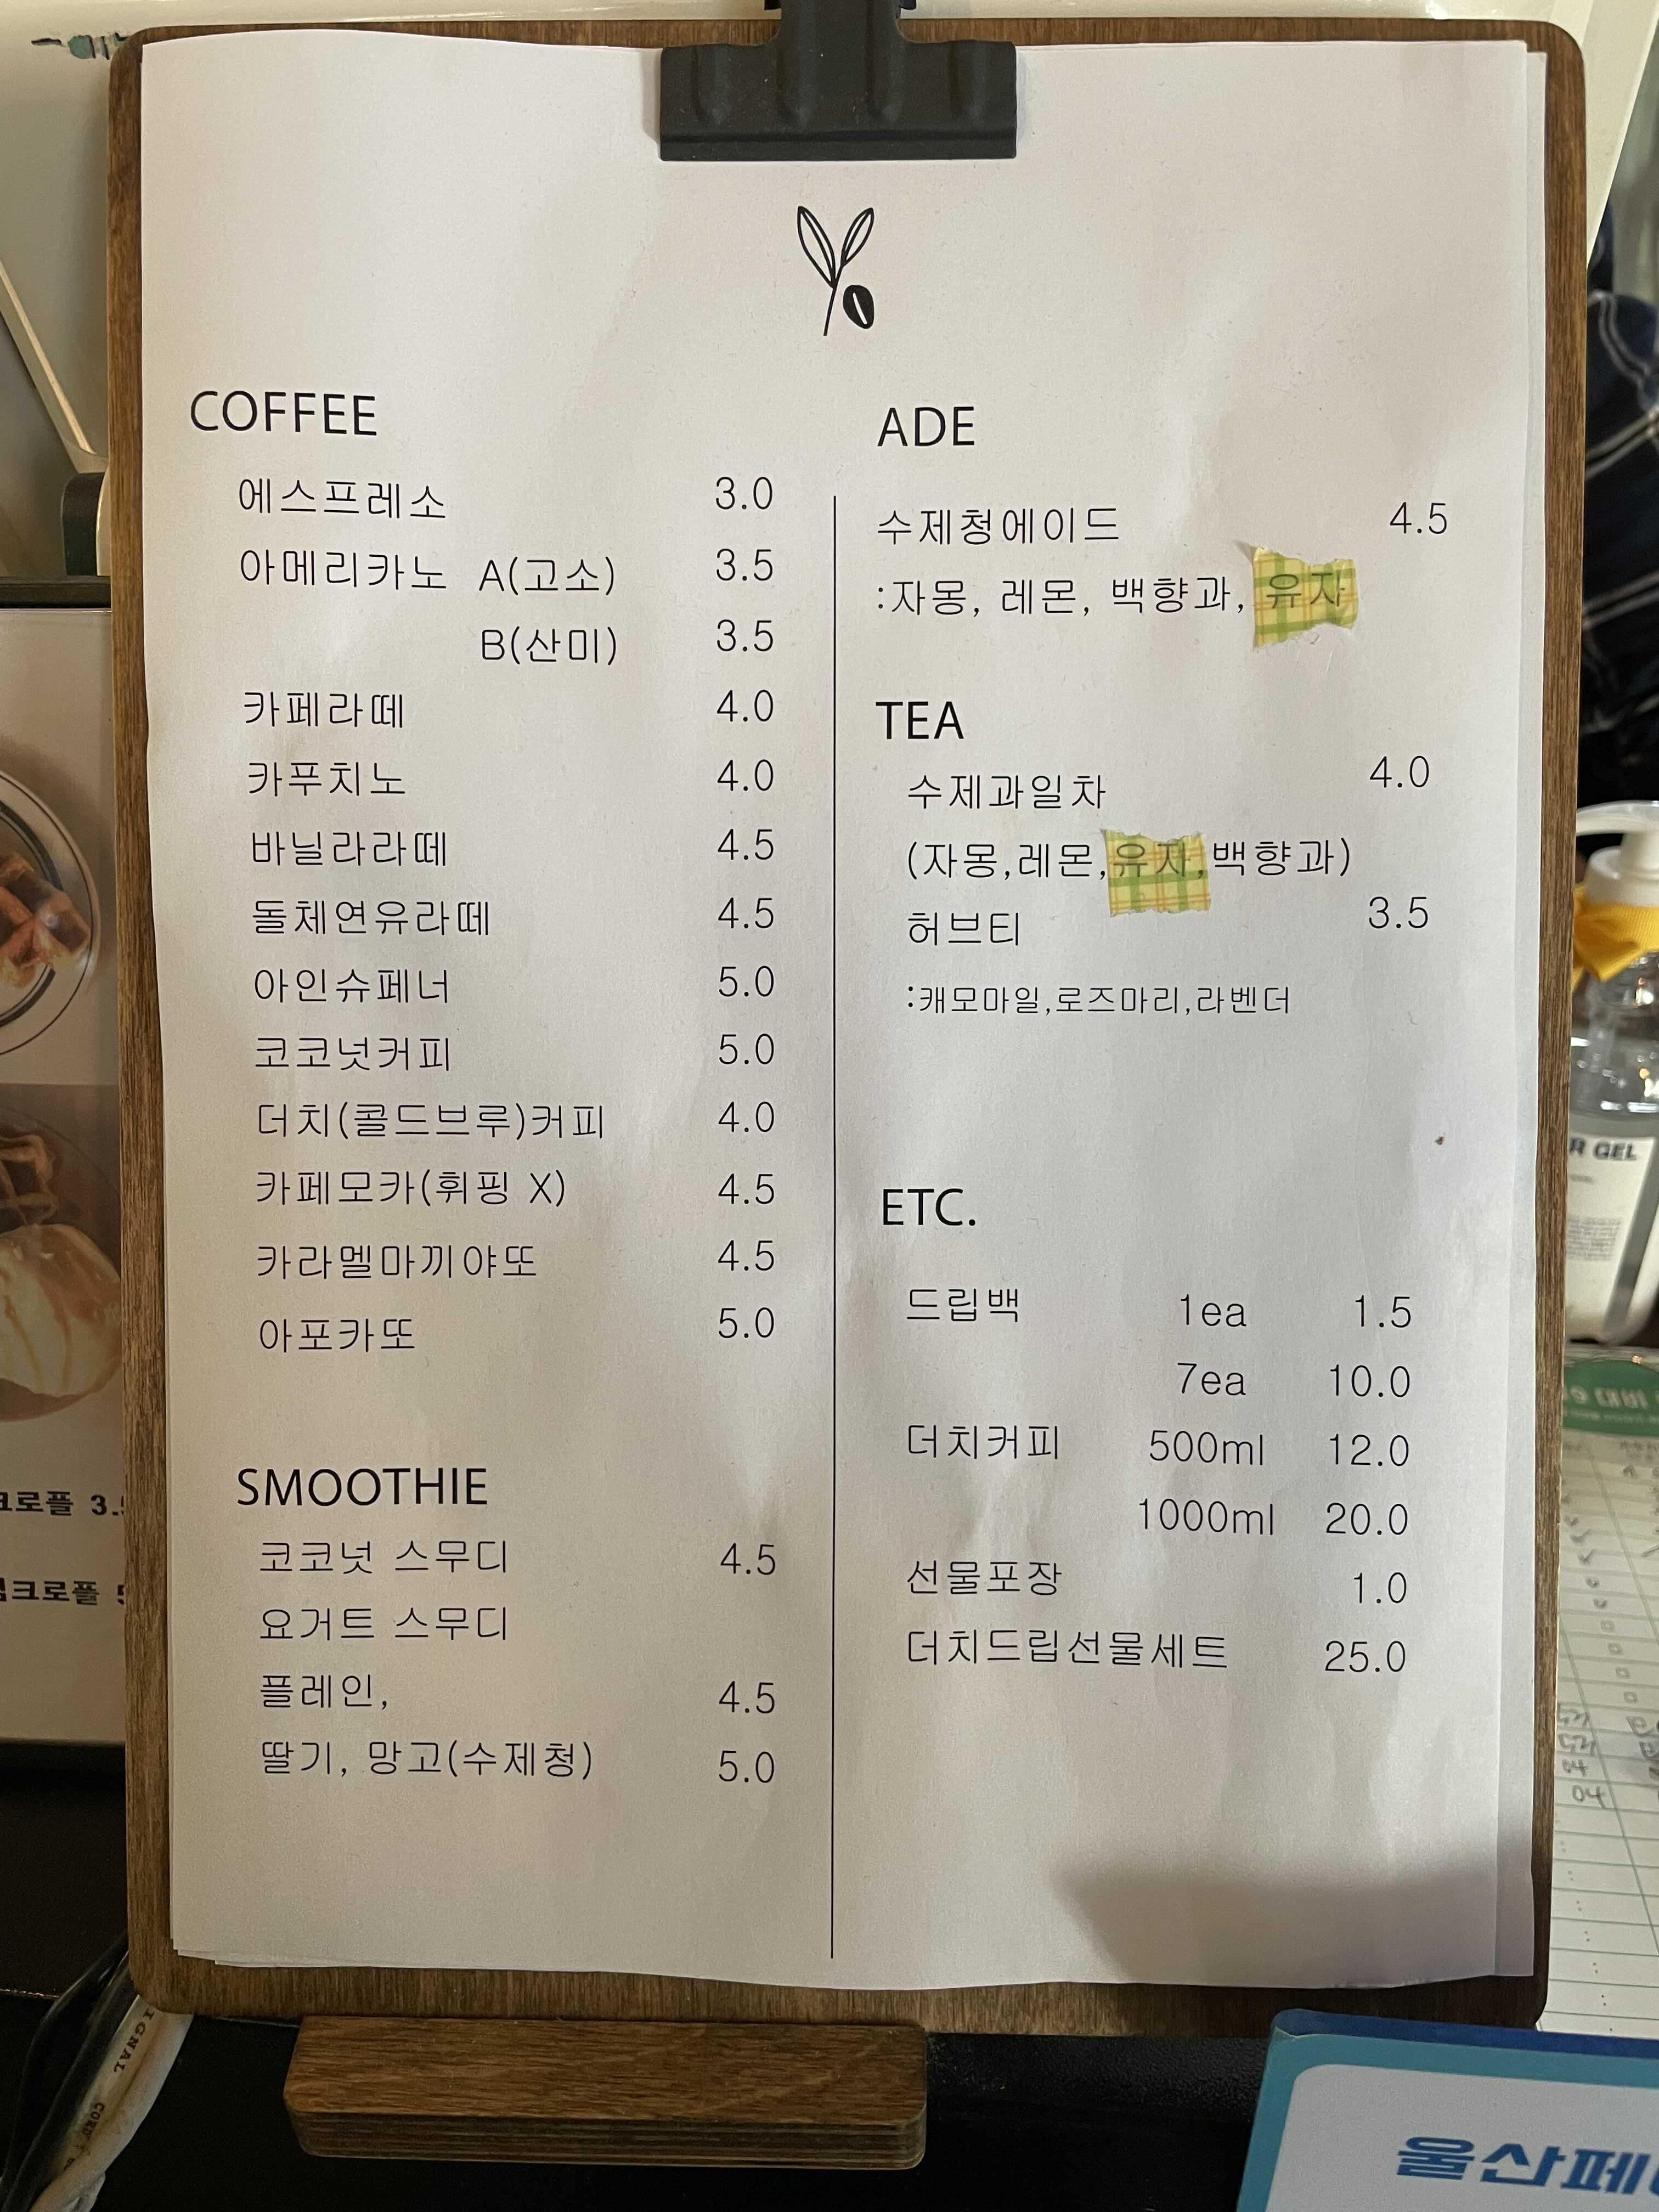 COFFEE
에스프레소 3.0
아메리카노 A(고소) 3.5
B(산미) 3.5
카페라떼 4.0
카푸치노 4.0
바닐라라떼 4.5
돌체연유라떼 4.5
아인슈페너 5.0
코코넛커피 5.0
더치(콜드브루)커피 4.0
카페모카(휘핑 X) 4.5
카라멜마끼야또 4.5
아포카또 5.0
SMOOTHIE
코코넛 스무디 4.5
요거트 스무디
플레인, 4.5
딸기, 망고(수제청) 5.0
ADE
수제청에이드 4.5
:자몽, 레몬, 백향과, 유자
TEA
수제과일차 4.0
(자몽,레몬,유자,백향과)
허브티 3.5
:캐모마일,로즈마리,라벤더
ETC.
드립백 1ea 1.5
7ea 10.0
더치커피 500ml 12.0
1000ml 20.0
선물포장 1.0
더치드립선물세트 25.0
크로플 3.
크로플
R GEL
울산페